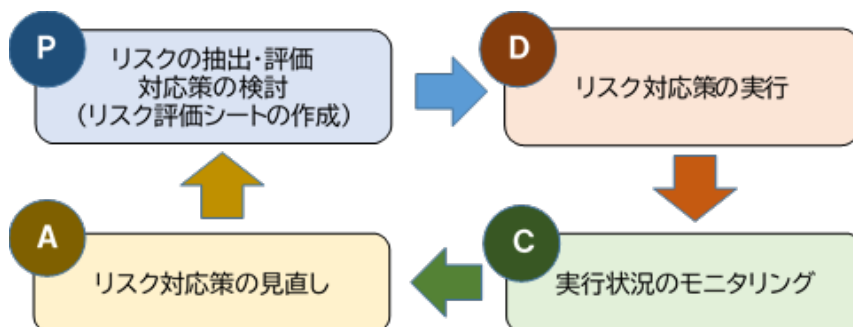 P
リスクの抽出・評価
対応策の検討
(リスク評価シートの作成)
D
リスク対応策の実行
A
リスク対応策の見直し
C
実行状況のモニタリング